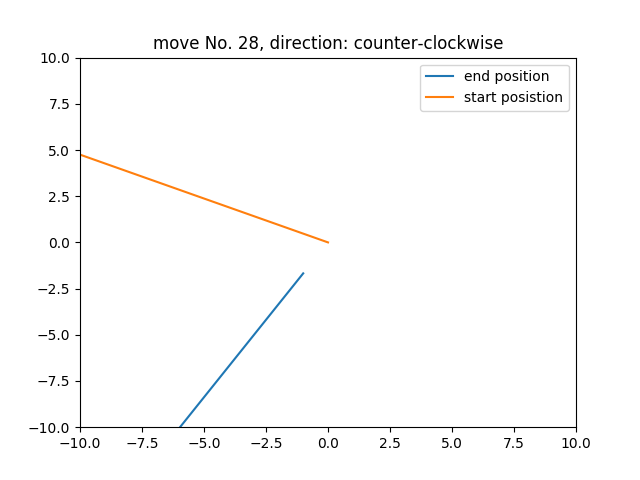 move No. 28, direction: counter-clockwise
end position
start posistion
10.0
7.5
5.0
2.5
0.0
−2.5
−5.0
−7.5
−10.0
−10.0 −7.5 −5.0 −2.5 0.0 2.5 5.0 7.5 10.0